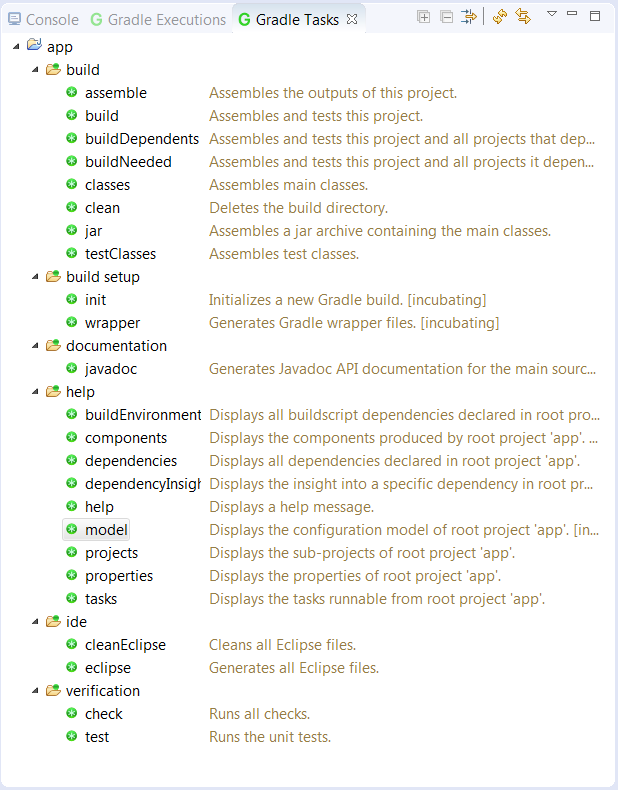 Console Gradle Executions Gradle Tasks
app
build
assemble Assembles the outputs of this project.
build Assembles and tests this project.
buildDependents Assembles and tests this project and all projects that dep...
buildNeeded Assembles and tests this project and all projects it depen...
classes Assembles main classes.
clean Deletes the build directory.
jar Assembles a jar archive containing the main classes.
testClasses Assembles test classes.
build setup
init Initializes a new Gradle build. [incubating]
wrapper Generates Gradle wrapper files. [incubating]
documentation
javadoc Generates Javadoc API documentation for the main sourc...
help
buildEnvironment Displays all buildscript dependencies declared in root pro...
components Displays the components produced by root project 'app'. ...
dependencies Displays all dependencies declared in root project 'app'.
dependencyInsigh Displays the insight into a specific dependency in root pr...
help Displays a help message.
model Displays the configuration model of root project 'app'. [in...
projects Displays the sub-projects of root project 'app'.
properties Displays the properties of root project 'app'.
tasks Displays the tasks runnable from root project 'app'.
ide
cleanEclipse Cleans all Eclipse files.
eclipse Generates all Eclipse files.
verification
check Runs all checks.
test Runs the unit tests.